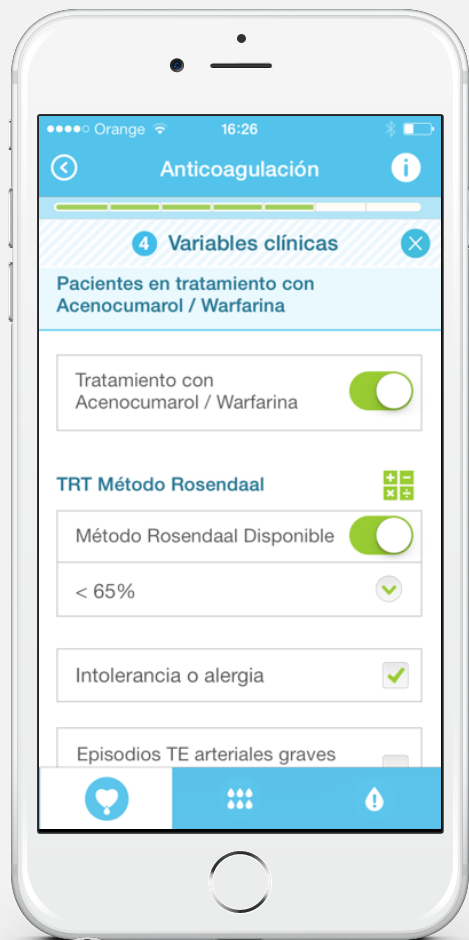 Orange 16:26
Anticoagulación
4 Variables clínicas
Pacientes en tratamiento con
Acenocumarol / Warfarina
Tratamiento con
Acenocumarol / Warfarina
TRT Método Rosendaal
Método Rosendaal Disponible
< 65%
Intolerancia o alergia
Episodios TE arteriales graves